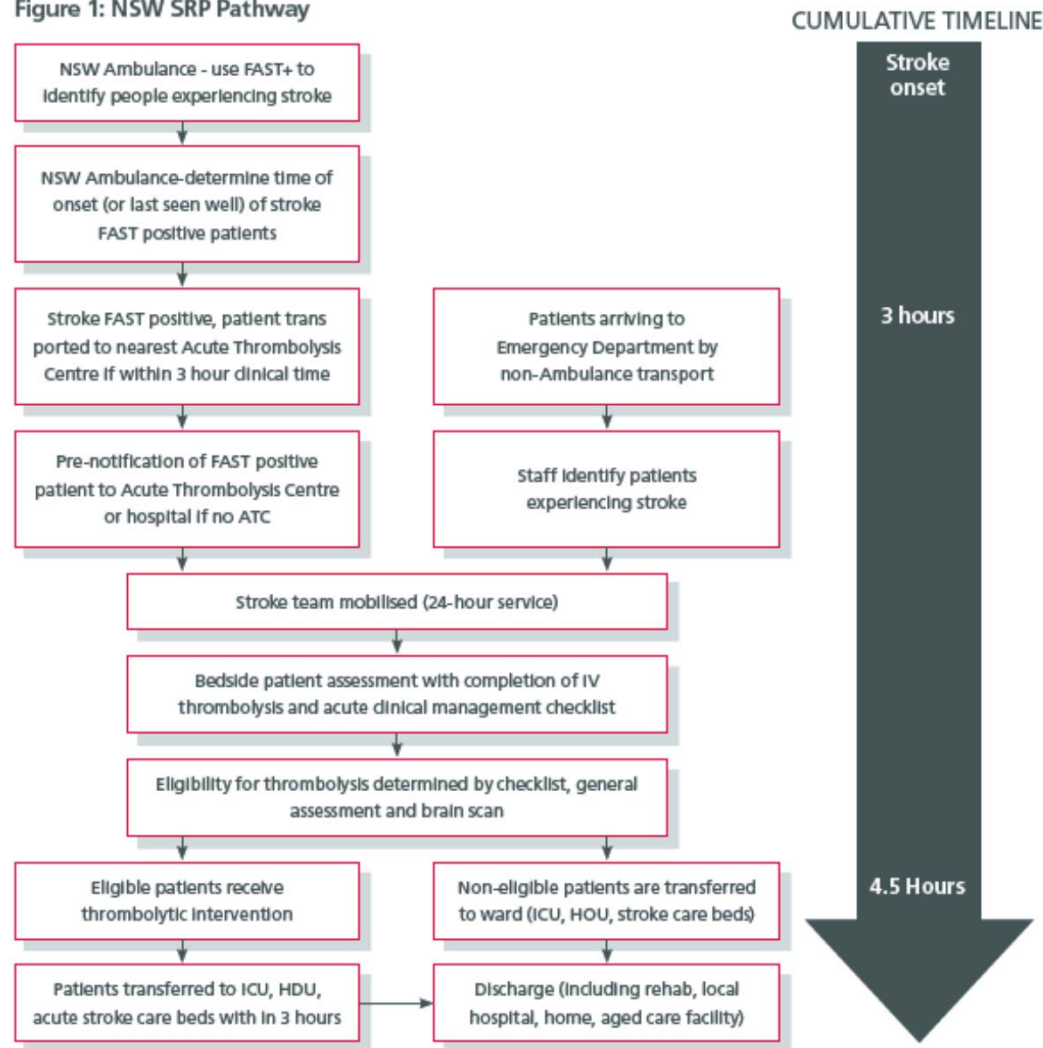 Figure 1: NSW SRP Pathway
CUMULATIVE TIMELINE
NSW Ambulance - use FAST+ to
identify people experiencing stroke
Stroke
onset
NSW Ambulance-determine time of
onset (or last seen well) of stroke
FAST positive patients
Stroke FAST positive, patient trans
ported to nearest Acute Thrombolysis
Centre if within 3 hour clinical time
Patients arriving to
Emergency Department by
non-Ambulance transport
3 hours
Pre-notification of FAST positive
patient to Acute Thrombolysis Centre
or hospital if no ATC
Staff identify patients
experiencing stroke
Stroke team mobilised (24-hour service)
Bedside patient assessment with completion of IV
thrombolysis and acute clinical management checklist
Eligibility for thrombolysis determined by checklist, general
assessment and brain scan
Eligible patients receive
thrombolytic intervention
Non-eligible patients are transferred
to ward (ICU, HOU, stroke care beds)
4.5 Hours
Patients transferred to ICU, HDU,
acute stroke care beds with in 3 hours
Discharge (including rehab, local
hospital, home, aged care facility)